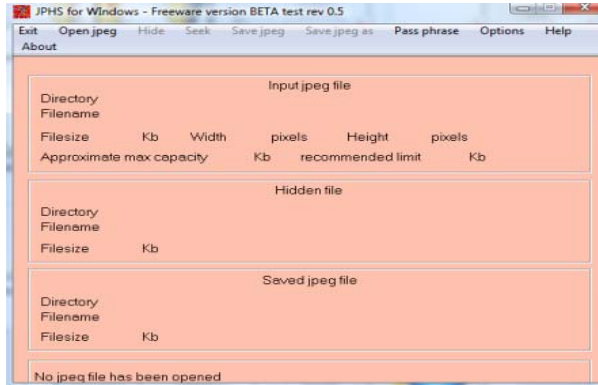 JPHS for WIndows - Freeware version BETA test rev 0.5
Exit Open jpeg Hide Seek Save jpeg Save jpeg as Pass phrase Options Help
About
Input jpeg file
Directory
Filename
Filesize Kb Width pixels Height pixels
Approximate max capacity Kb recommended limit Kb
Hidden file
Directory
Filename
Filesize Kb
Saved jpeg file
Directory
Filename
Filesize Kb
No jpeg file has been opened